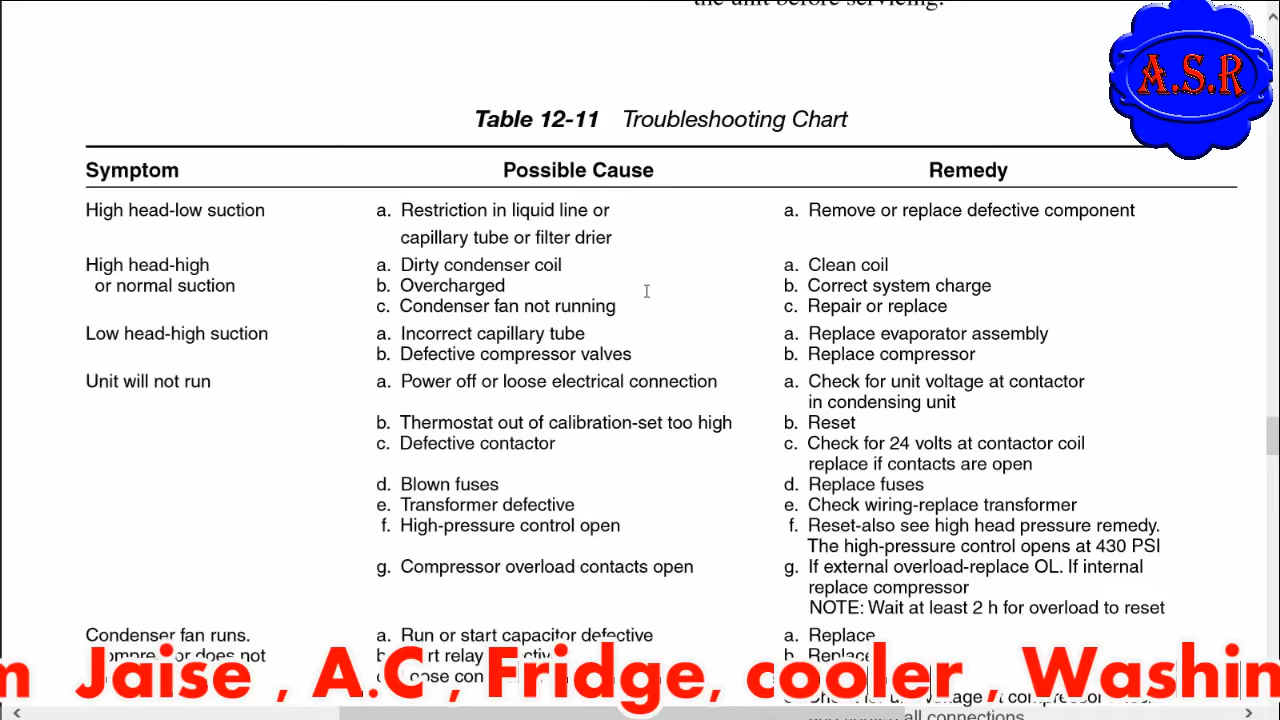 the unit before servicing.
A.S.R
Table 12-11 Troubleshooting Chart
Symptom Possible Cause Remedy
High head-low suction a. Restriction in liquid line or a. Remove or replace defective component
capillary tube or filter drier
High head-high a. Dirty condenser coil a. Clean coil
or normal suction b. Overcharged b. Correct system charge
c. Condenser fan not running c. Repair or replace
Low head-high suction a. Incorrect capillary tube a. Replace evaporator assembly
b. Defective compressor valves b. Replace compressor
Unit will not run a. Power off or loose electrical connection a. Check for unit voltage at contactor
in condensing unit
b. Thermostat out of calibration-set too high b. Reset
c. Defective contactor c. Check for 24 volts at contactor coil
replace if contacts are open
d. Blown fuses d. Replace fuses
e. Transformer defective e. Check wiring-replace transformer
f. High-pressure control open f. Reset-also see high head pressure remedy.
The high-pressure control opens at 430 PSI
g. Compressor overload contacts open g. If external overload-replace OL. If internal
replace compressor
NOTE: Wait at least 2 h for overload to reset
Condenser fan runs. a. Run or start capacitor defective a. Replace
does not relay b. Replace
Jaise , A.C , Fridge, cooler , Washin
all connections.